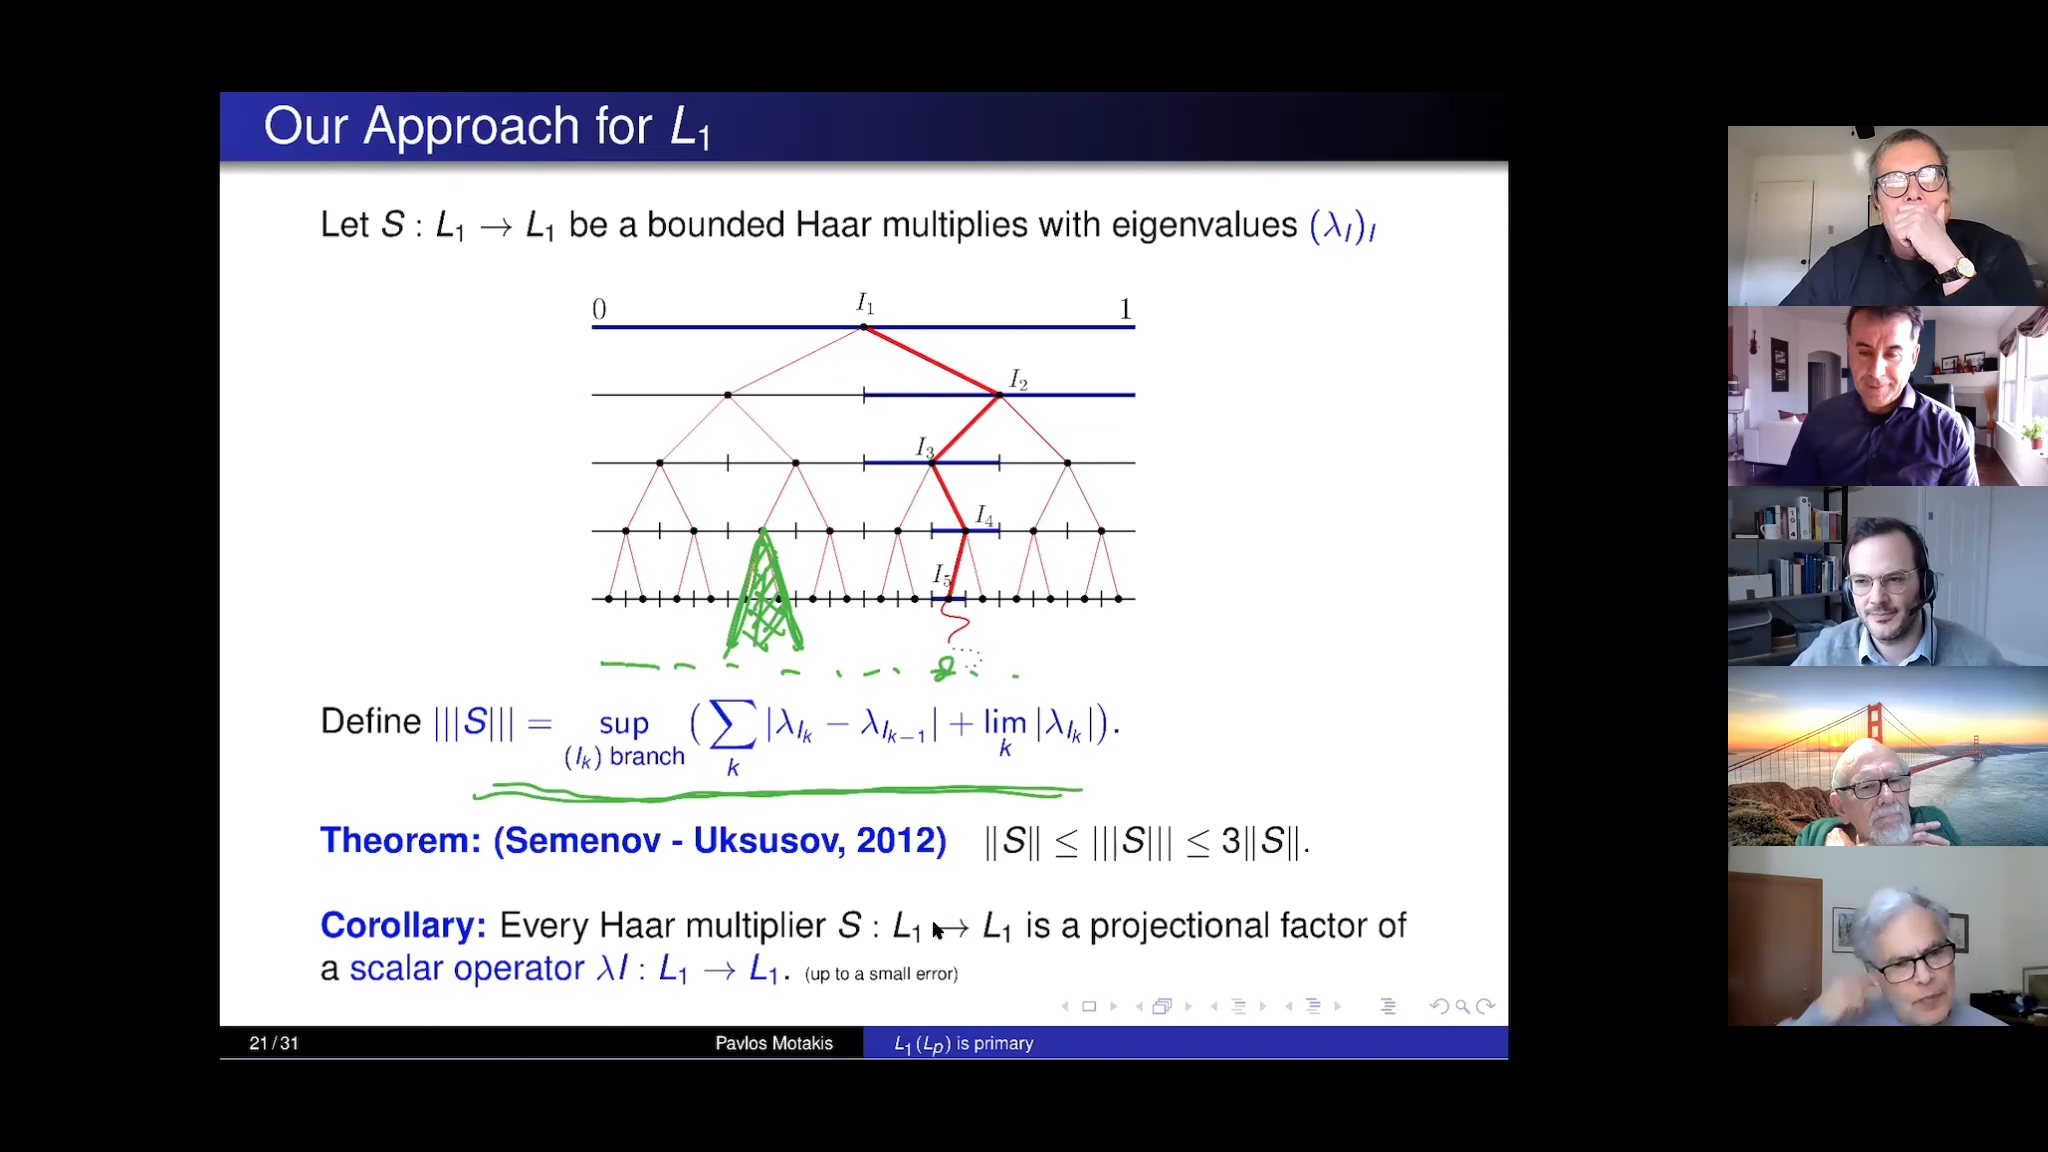 Our Approach for L₁
Let S : L₁ → L₁ be a bounded Haar multiplies with eigenvalues (λ_I)_I
0 I₁ 1
I₂
I₃
I₄
I₅
Define |||S||| = sup_{(I_k) branch} (∑_k |λ_{I_k} − λ_{I_{k−1}}| + lim_k |λ_{I_k}|).
Theorem: (Semenov - Uksusov, 2012) ||S|| ≤ |||S||| ≤ 3||S||.
Corollary: Every Haar multiplier S : L₁ → L₁ is a projectional factor of
a scalar operator λI : L₁ → L₁. (up to a small error)
21 / 31 Pavlos Motakis L₁(Lₚ) is primary